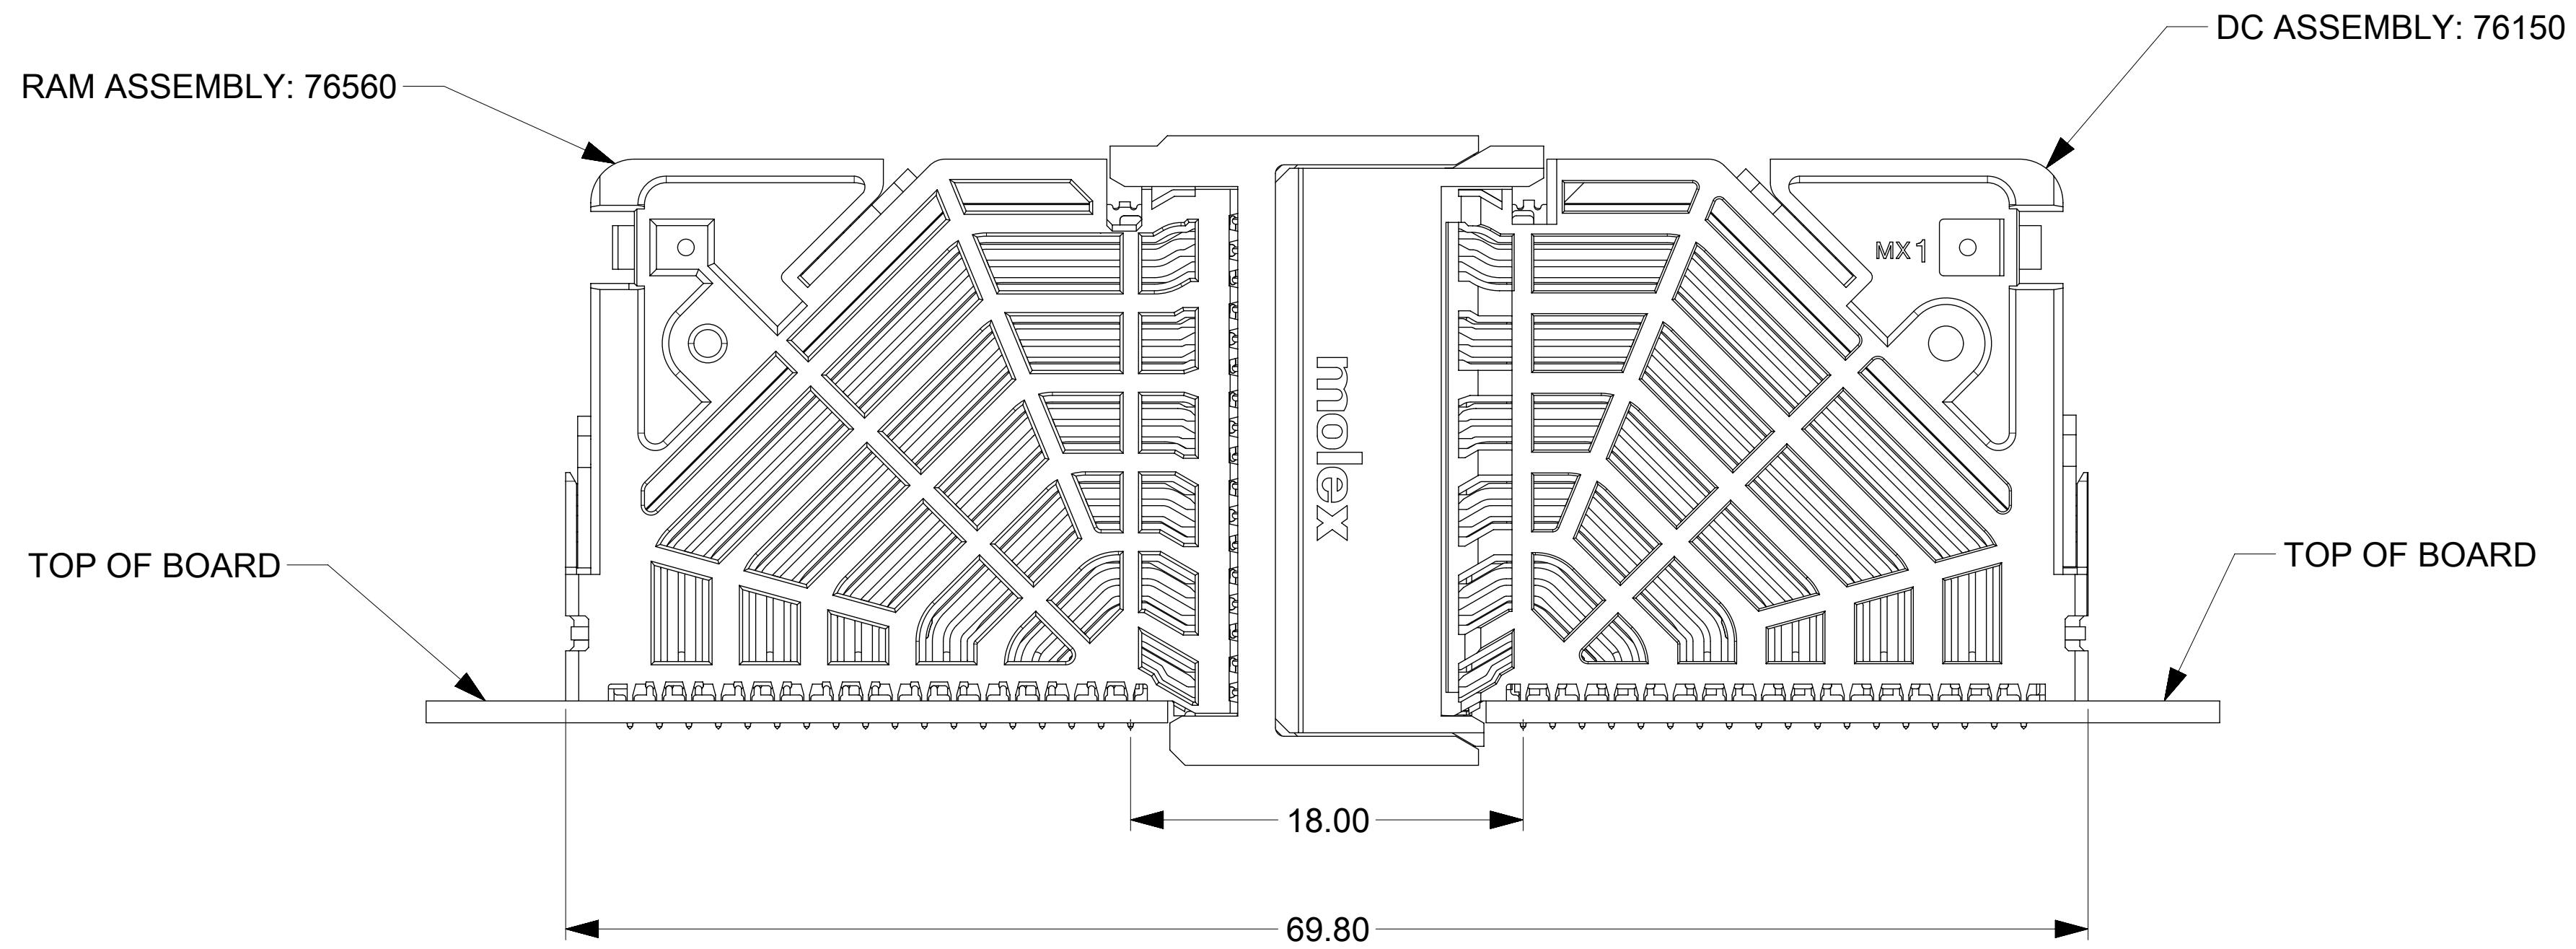 DC ASSEMBLY: 76150
RAM ASSEMBLY: 76560
MX1
molex
TOP OF BOARD
TOP OF BOARD
18.00
69.80